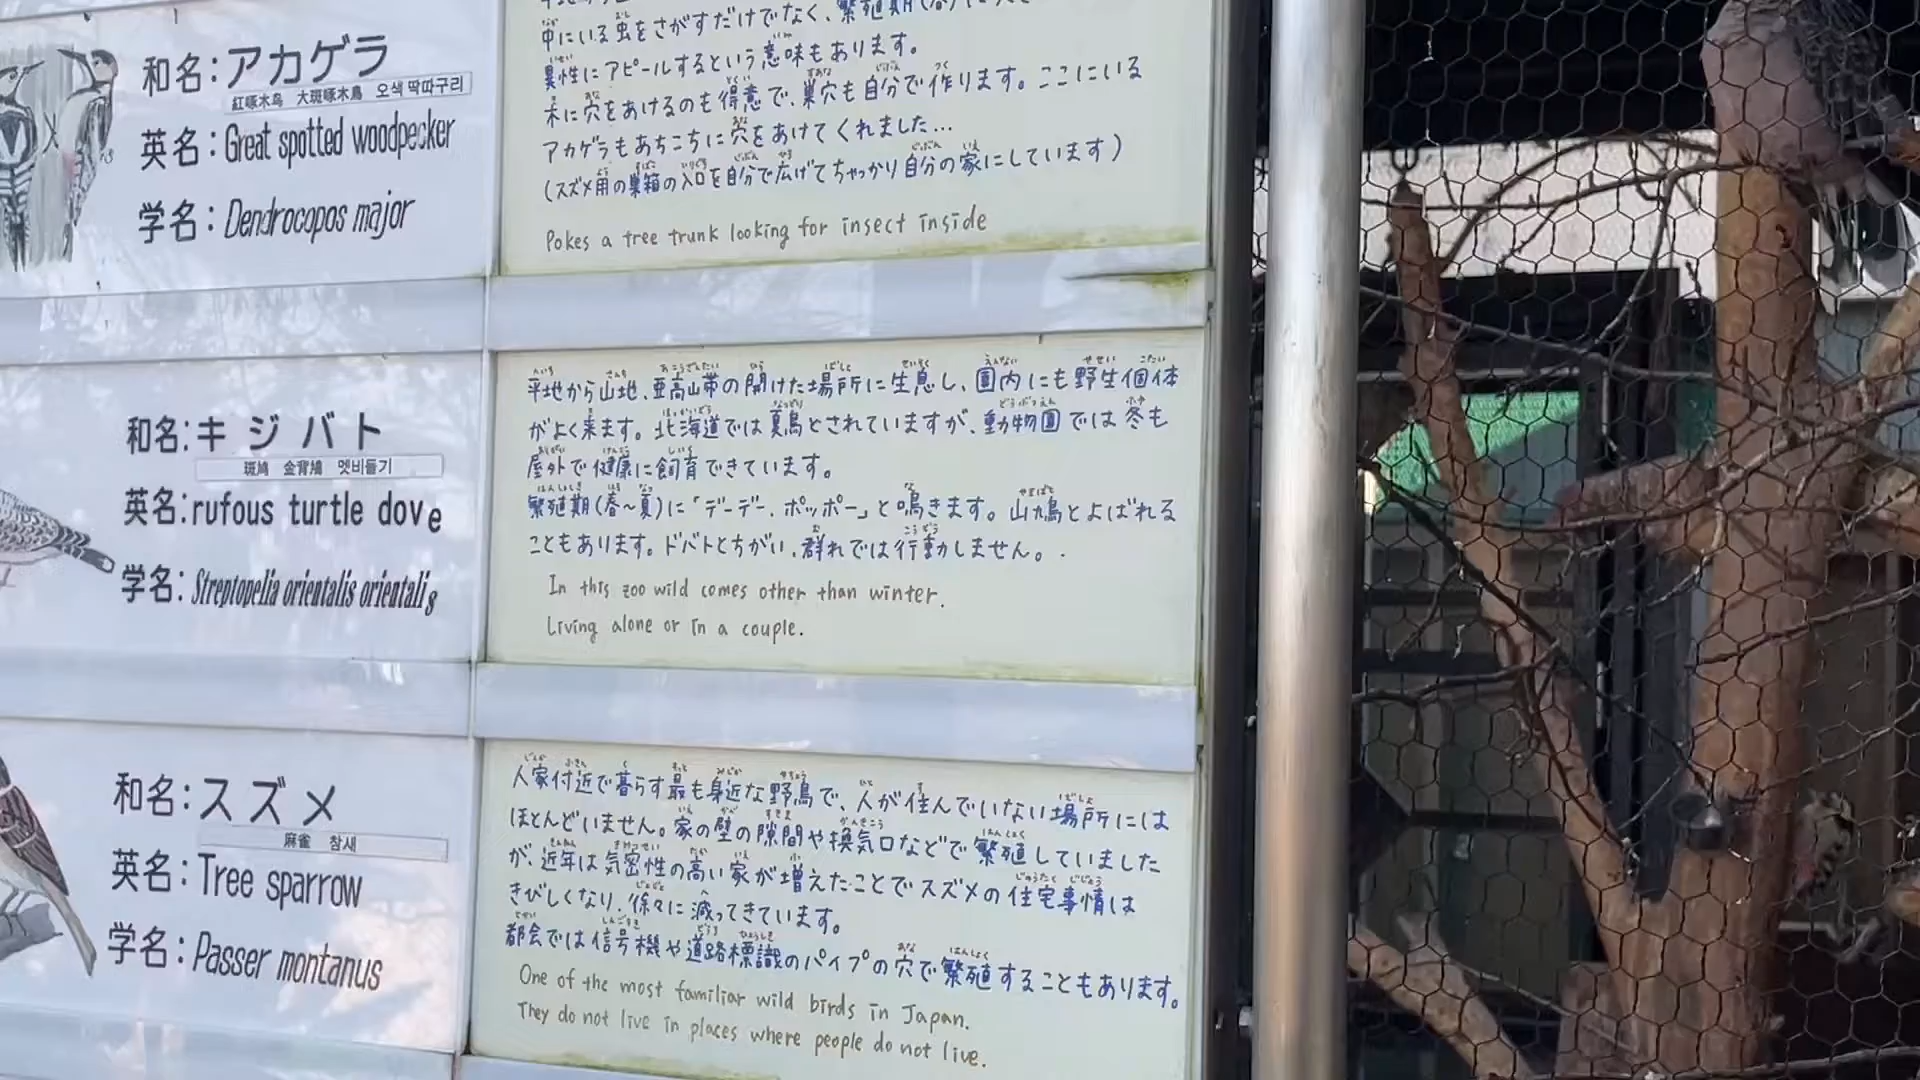 和名:アカゲラ
紅啄木鸟 大斑啄木鳥 오색 딱따구리
英名:Great spotted woodpecker
学名:Dendrocopos major
中にいる虫をさがすだけでなく、繁殖期(春)に
異性にアピールするという意味もあります。
木に穴をあけるのも得意で、巣穴も自分で作ります。ここにいる
アカゲラもあちこちに穴をあけてくれました…
(スズメ用の巣箱の入口を自分で広げてちゃっかり自分の家にしています)
Pokes a tree trunk looking for insect inside
和名:キジバト
斑鳩 金背鳩 멧비둘기
英名:rufous turtle dove
学名:Streptopelia orientalis orientalis
平地から山地、亜高山帯の開けた場所に生息し、園内にも野生個体
がよく来ます。北海道では夏鳥とされていますが、動物園では冬も
屋外で健康に飼育できています。
繁殖期(春~夏)に「デーデー、ポッポー」と鳴きます。山鳩とよばれる
こともあります。ドバトとちがい、群れでは行動しません。
In this zoo wild comes other than winter.
Living alone or in a couple.
和名:スズメ
麻雀 참새
英名:Tree sparrow
学名:Passer montanus
人家付近で暮らす最も身近な野鳥で、人が住んでいない場所には
ほとんどいません。家の壁の隙間や換気口などで繁殖していました
が、近年は気密性の高い家が増えたことでスズメの住宅事情は
きびしくなり、徐々に減ってきています。
都会では信号機や道路標識のパイプの穴で繁殖することもあります。
One of the most familiar wild birds in Japan.
They do not live in places where people do not live.